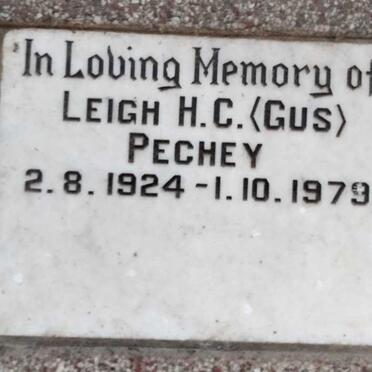 In Loving Memory of
LEIGH H.C. (GUS)
PECHEY
2.8.1924 - 1.10.1979